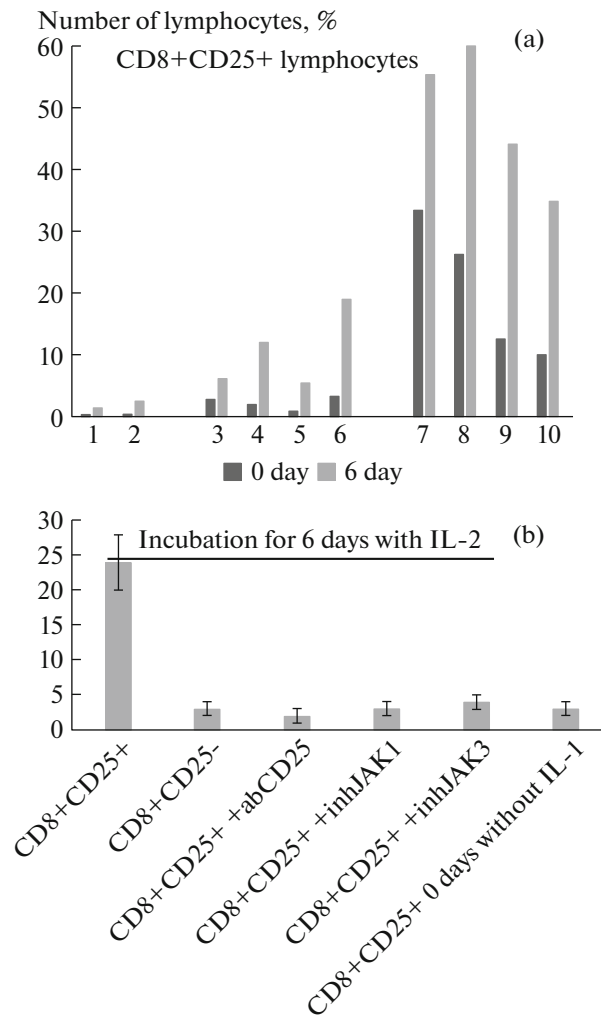 Number of lymphocytes, %
(a)
CD8+CD25+ lymphocytes
60
50
40
30
20
10
0
1 2 3 4 5 6 7 8 9 10
0 day 6 day
30
25
20
15
10
5
0
Incubation for 6 days with IL-2
(b)
CD8+CD25+
CD8+CD25-
CD8+CD25+ +abCD25
CD8+CD25+ +inhJAK1
CD8+CD25+ +inhJAK3
CD8+CD25+ 0 days without IL-1